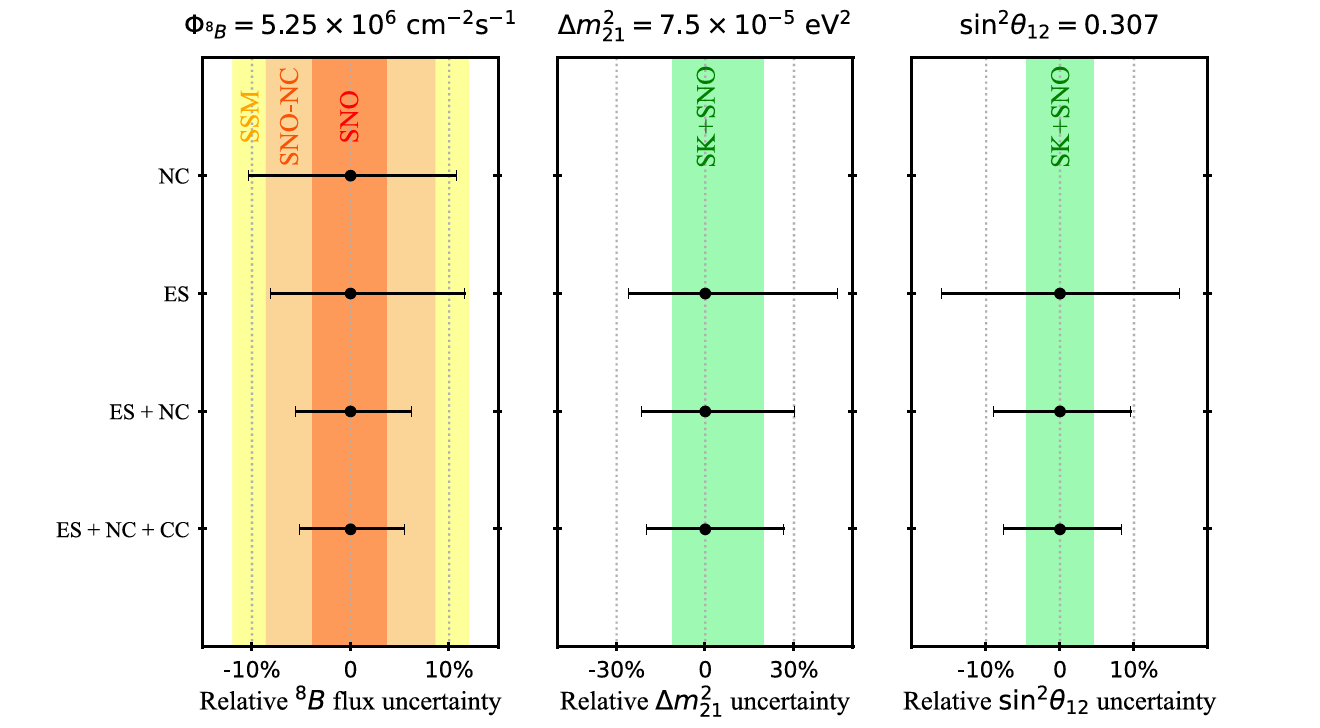 Φ⁸B = 5.25 × 10⁶ cm⁻²s⁻¹
Δm²₂₁ = 7.5 × 10⁻⁵ eV²
sin²θ₁₂ = 0.307
SSM
SNO-NC
SNO
SK+SNO
SK+SNO
NC
ES
ES + NC
ES + NC + CC
-10% 0 10%
-30% 0 30%
-10% 0 10%
Relative ⁸B flux uncertainty
Relative Δm²₂₁ uncertainty
Relative sin²θ₁₂ uncertainty